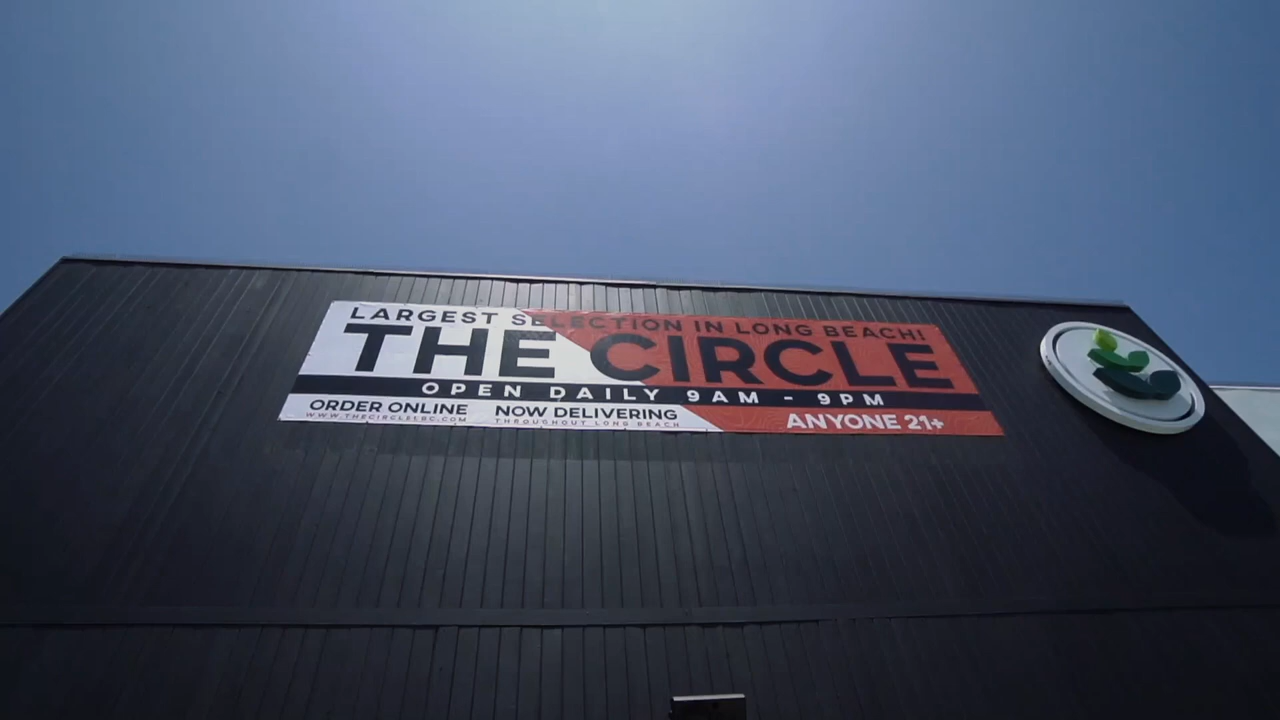 LARGEST SELECTION IN LONG BEACH!
THE CIRCLE
OPEN DAILY 9AM - 9PM
ORDER ONLINE
WWW.THECIRCLELBC.COM
NOW DELIVERING
THROUGHOUT LONG BEACH
ANYONE 21+